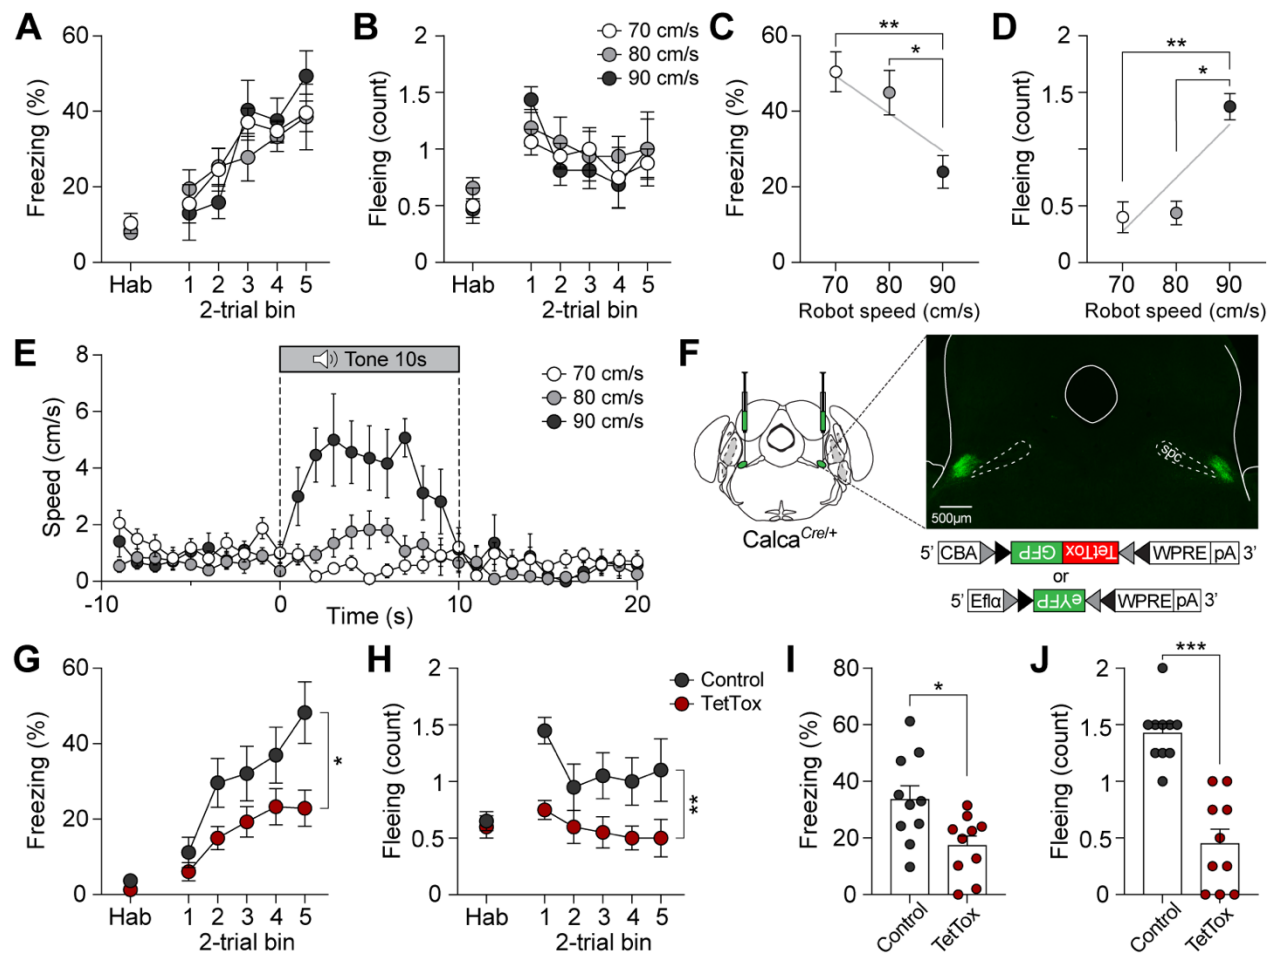 A
Freezing (%)
60
40
20
0
Hab
1 2 3 4 5
2-trial bin
B
Fleeing (count)
2
1.5
1
0.5
0
Hab
1 2 3 4 5
2-trial bin
70 cm/s
80 cm/s
90 cm/s
C
Freezing (%)
60
40
20
0
**
*
70 80 90
Robot speed (cm/s)
D
Fleeing (count)
2
1.5
1
0.5
0
**
*
70 80 90
Robot speed (cm/s)
E
Speed (cm/s)
8
6
4
2
0
Tone 10s
70 cm/s
80 cm/s
90 cm/s
-10 0 10 20
Time (s)
F
Calca Cre/+
spc
500µm
5' CBA GFP TetTox WPRE pA 3'
or
5' Eflα eYFP WPRE pA 3'
G
Freezing (%)
60
40
20
0
*
Hab
1 2 3 4 5
2-trial bin
H
Fleeing (count)
2
1.5
1
0.5
0
Control
TetTox
**
Hab
1 2 3 4 5
2-trial bin
I
Freezing (%)
80
60
40
20
0
*
Control
TetTox
J
Fleeing (count)
2
1.5
1
0.5
0
***
Control
TetTox